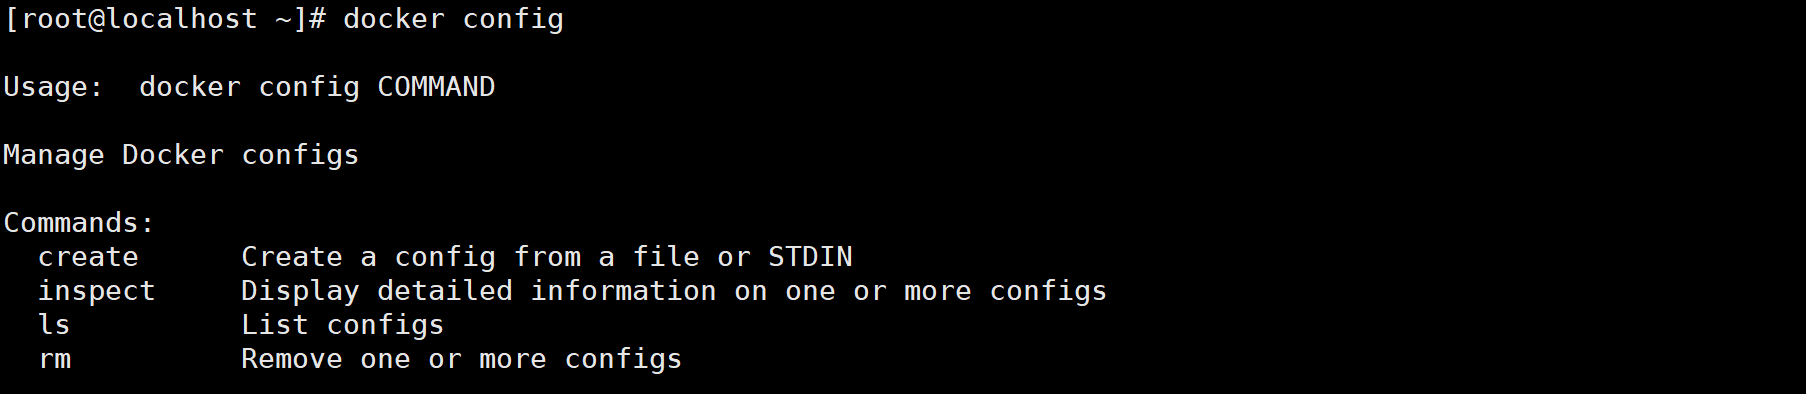 [root@localhost ~]# docker config
Usage:  docker config COMMAND
Manage Docker configs
Commands:
  create      Create a config from a file or STDIN
  inspect     Display detailed information on one or more configs
  ls          List configs
  rm          Remove one or more configs